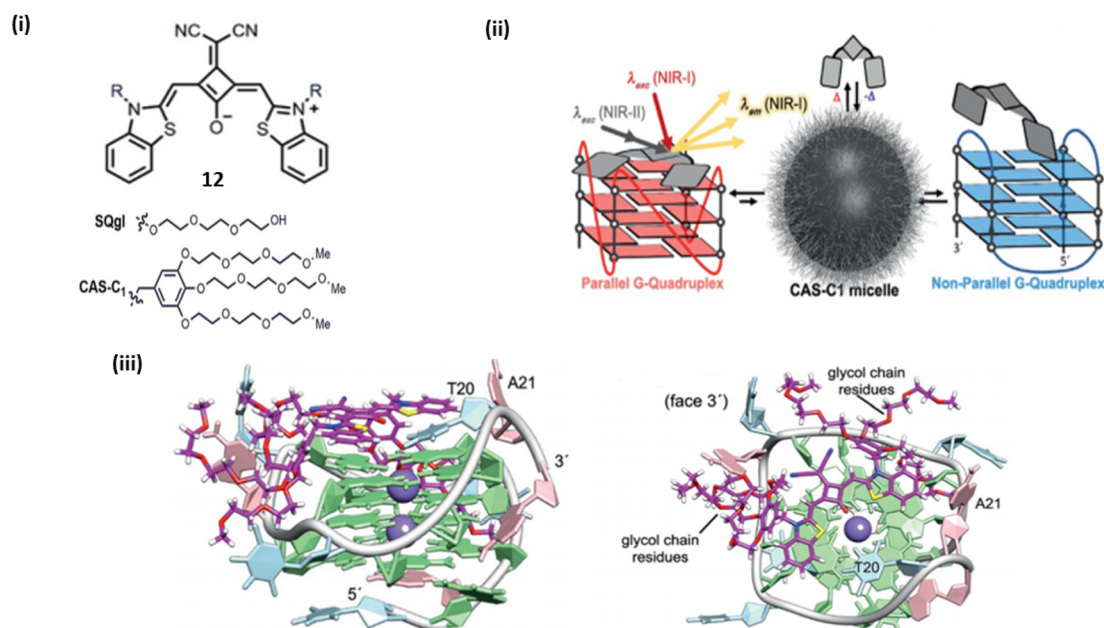 (i)
CN
NC
R
R
N
N
+
S
O-
S
12
SQgl
O
O
O
OH
CAS-C1
O
O
O
O
Me
O
O
O
O
Me
O
O
O
O
Me
(ii)
λexc (NIR-I)
λexc (NIR-II)
λem (NIR-I)
Δ
-Δ
3´
5´
Parallel G-Quadruplex
CAS-C1 micelle
Non-Parallel G-Quadruplex
(iii)
T20
A21
3´
5´
(face 3´)
glycol chain
residues
A21
glycol chain
residues
T20